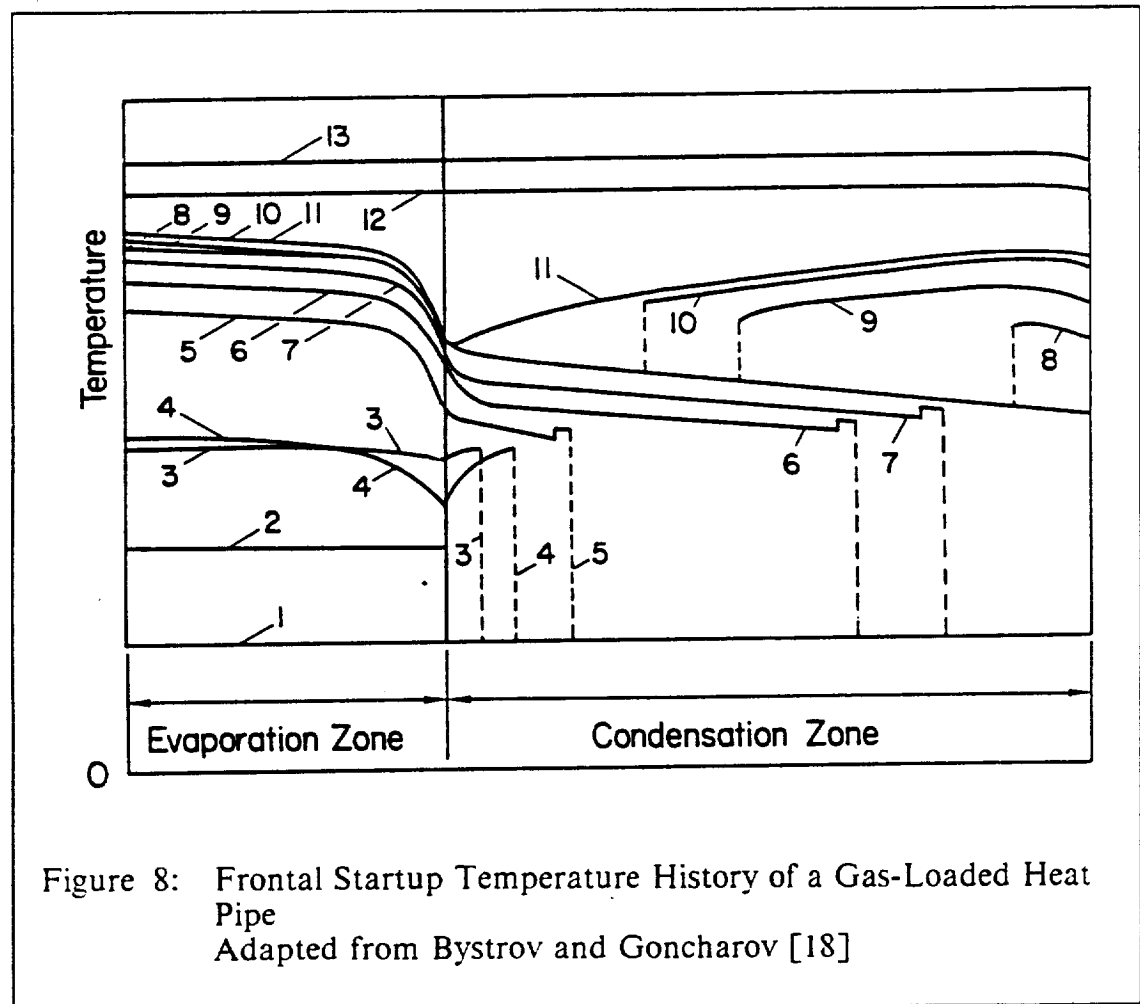 Temperature
13
12
8 9 10 11
11
10
9
8
5 6 7
6
7
4
3
3
4
3
4
5
2
1
Evaporation Zone
Condensation Zone
0
Figure 8: Frontal Startup Temperature History of a Gas-Loaded Heat
Pipe
Adapted from Bystrov and Goncharov [18]